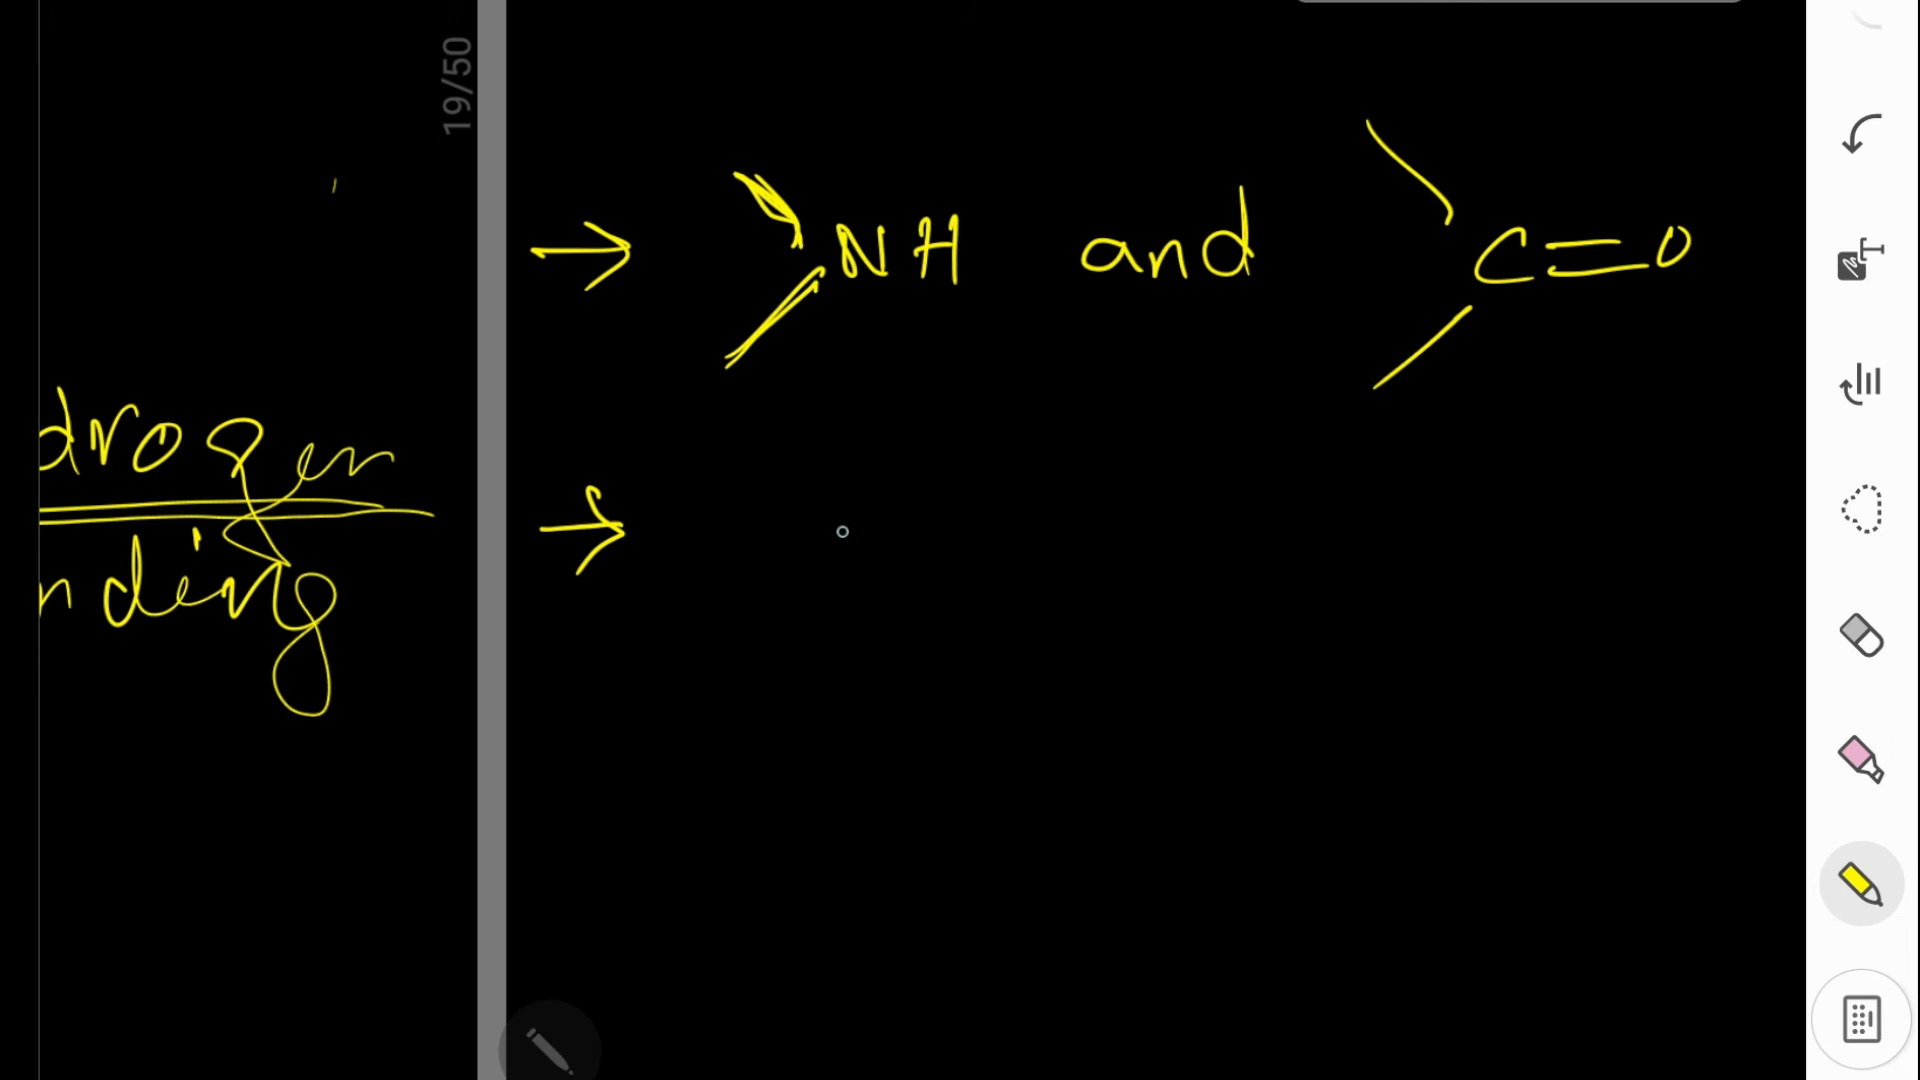 19/50
→ NH and C=O
drogen
nding
→